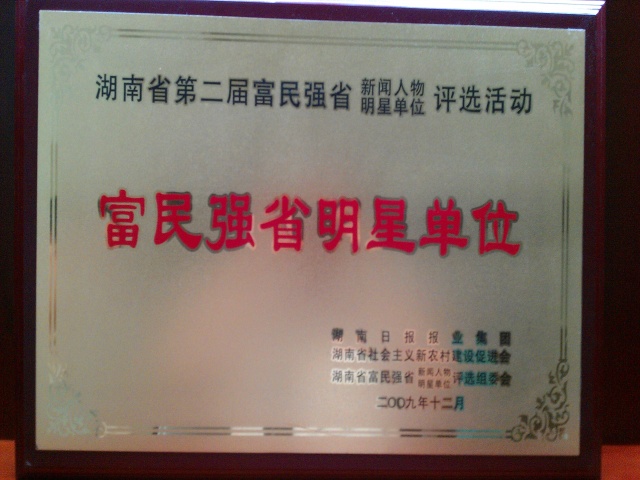 湖南省第二届富民强省 新闻人物 明星单位 评选活动
富民强省明星单位
湖南日报报业集团
湖南省社会主义新农村建设促进会
湖南省富民强省 新闻人物 明星单位 评选组委会
二00九年十二月